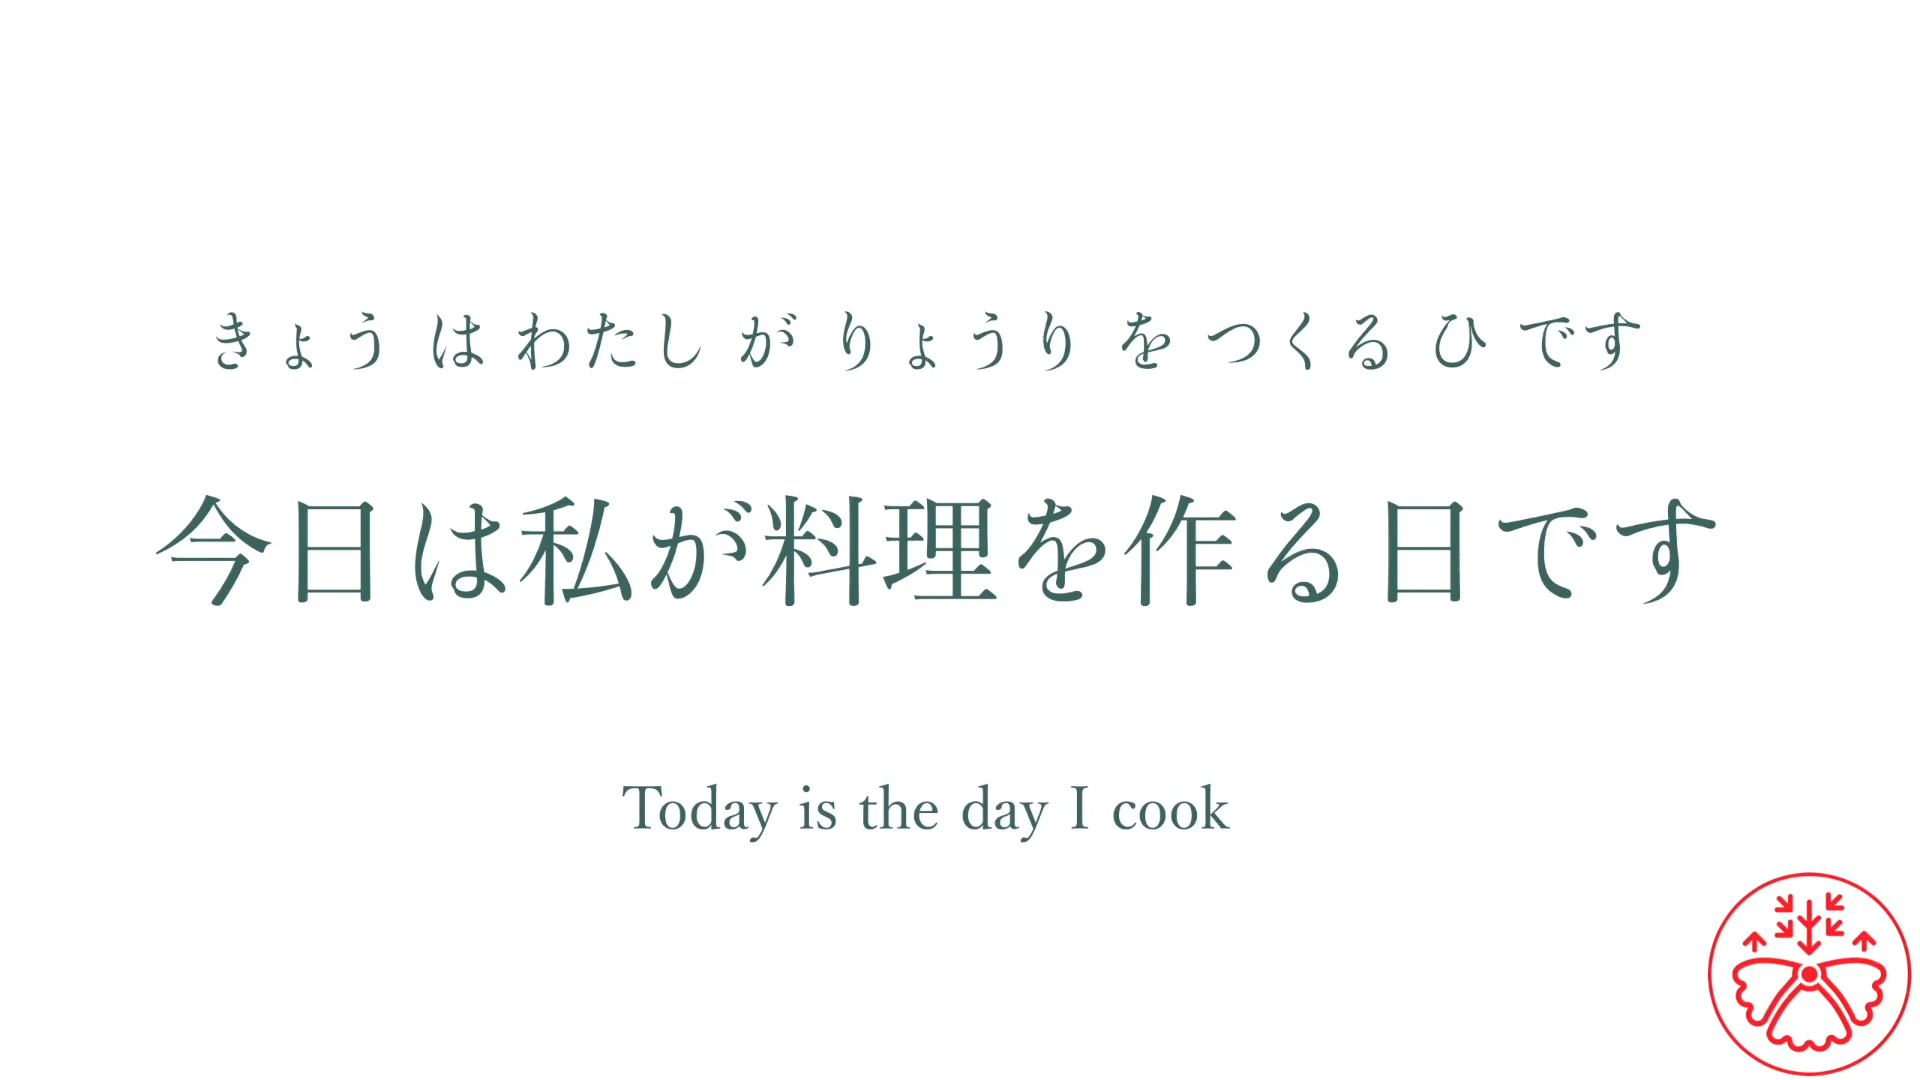 きょう は わたし が りょうり を つくる ひ です
今日は私が料理を作る日です
Today is the day I cook